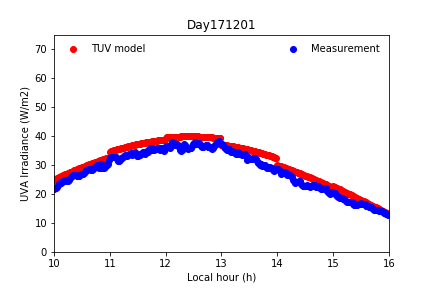 Day171201
TUV model
Measurement
UVA Irradiance (W/m2)
70
60
50
40
30
20
10
0
10 11 12 13 14 15 16
Local hour (h)